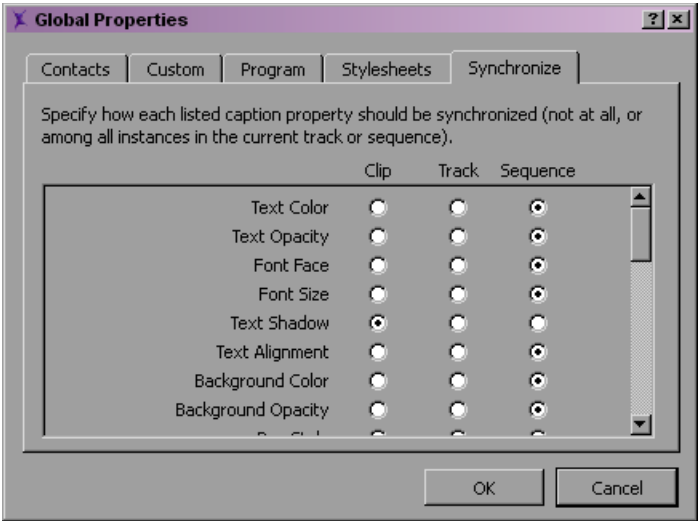 Global Properties
Contacts Custom Program Stylesheets Synchronize
Specify how each listed caption property should be synchronized (not at all, or
among all instances in the current track or sequence).
Clip Track Sequence
Text Color
Text Opacity
Font Face
Font Size
Text Shadow
Text Alignment
Background Color
Background Opacity
OK Cancel